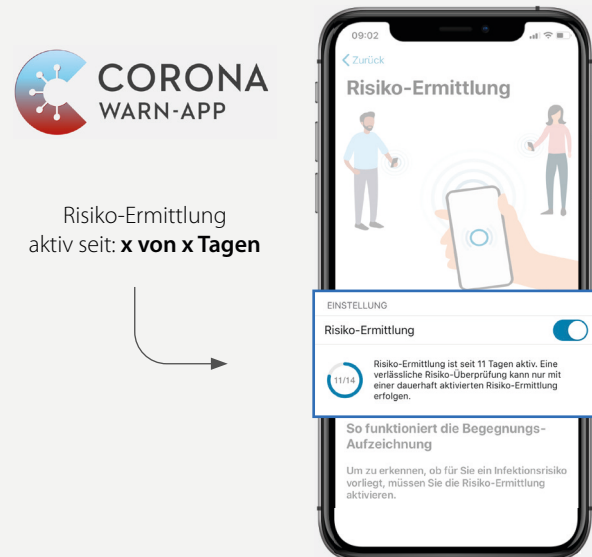 CORONA
WARN-APP
Risiko-Ermittlung
aktiv seit: x von x Tagen
09:02
Zurück
Risiko-Ermittlung
EINSTELLUNG
Risiko-Ermittlung
11/14
Risiko-Ermittlung ist seit 11 Tagen aktiv. Eine
verlässliche Risiko-Überprüfung kann nur mit
einer dauerhaft aktivierten Risiko-Ermittlung
erfolgen.
So funktioniert die Begegnungs-
Aufzeichnung
Um zu erkennen, ob für Sie ein Infektionsrisiko
vorliegt, müssen Sie die Risiko-Ermittlung
aktivieren.